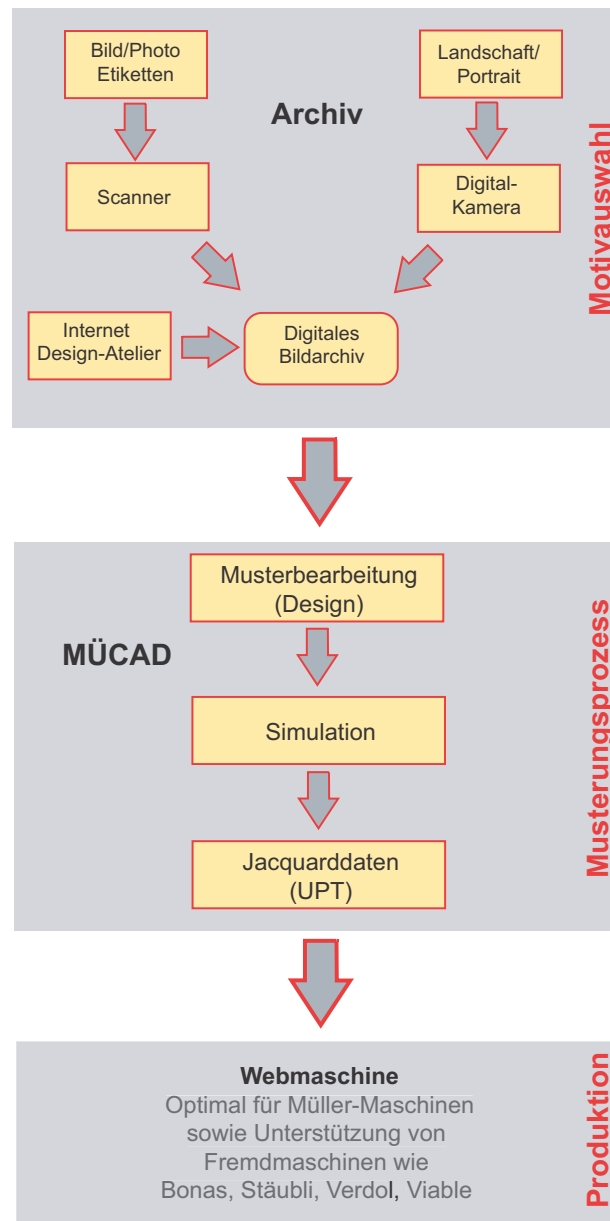 Bild/Photo
Etiketten
Landschaft/
Portrait
Archiv
Scanner
Digital-
Kamera
Internet
Design-Atelier
Digitales
Bildarchiv
Motivauswahl
Musterbearbeitung
(Design)
MÜCAD
Simulation
Jacquarddaten
(UPT)
Musterungsprozess
Webmaschine
Optimal für Müller-Maschinen
sowie Unterstützung von
Fremdmaschinen wie
Bonas, Stäubli, Verdol, Viable
Produktion